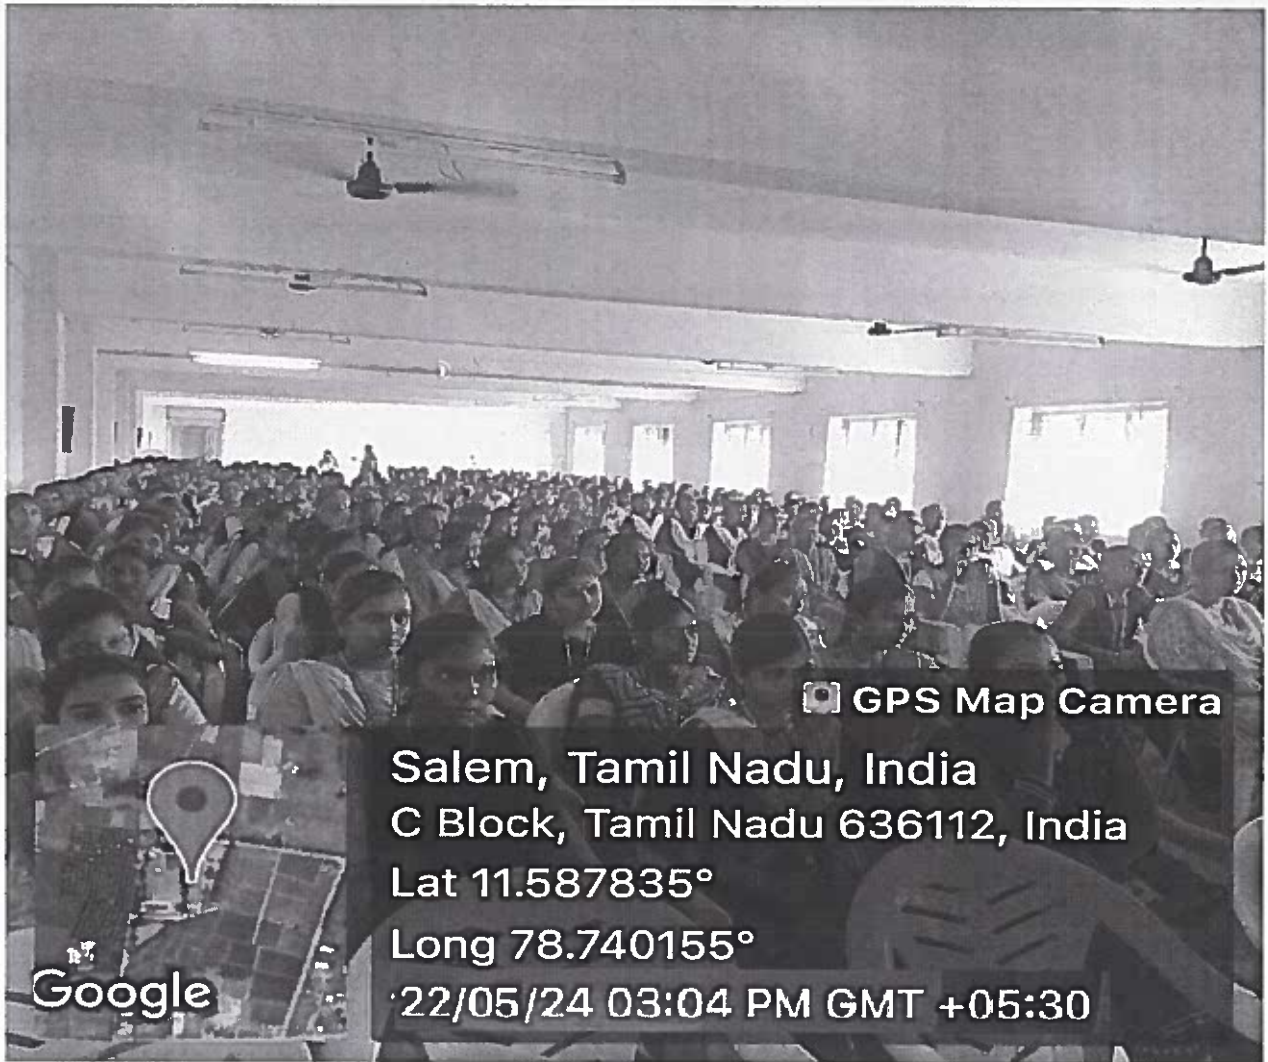 GPS Map Camera
Salem, Tamil Nadu, India
C Block, Tamil Nadu 636112, India
Lat 11.587835°
Long 78.740155°
22/05/24 03:04 PM GMT +05:30
Google